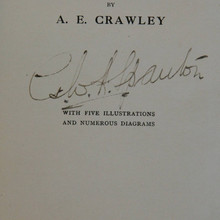 BY
A. E. CRAWLEY
WITH FIVE ILLUSTRATIONS
AND NUMEROUS DIAGRAMS